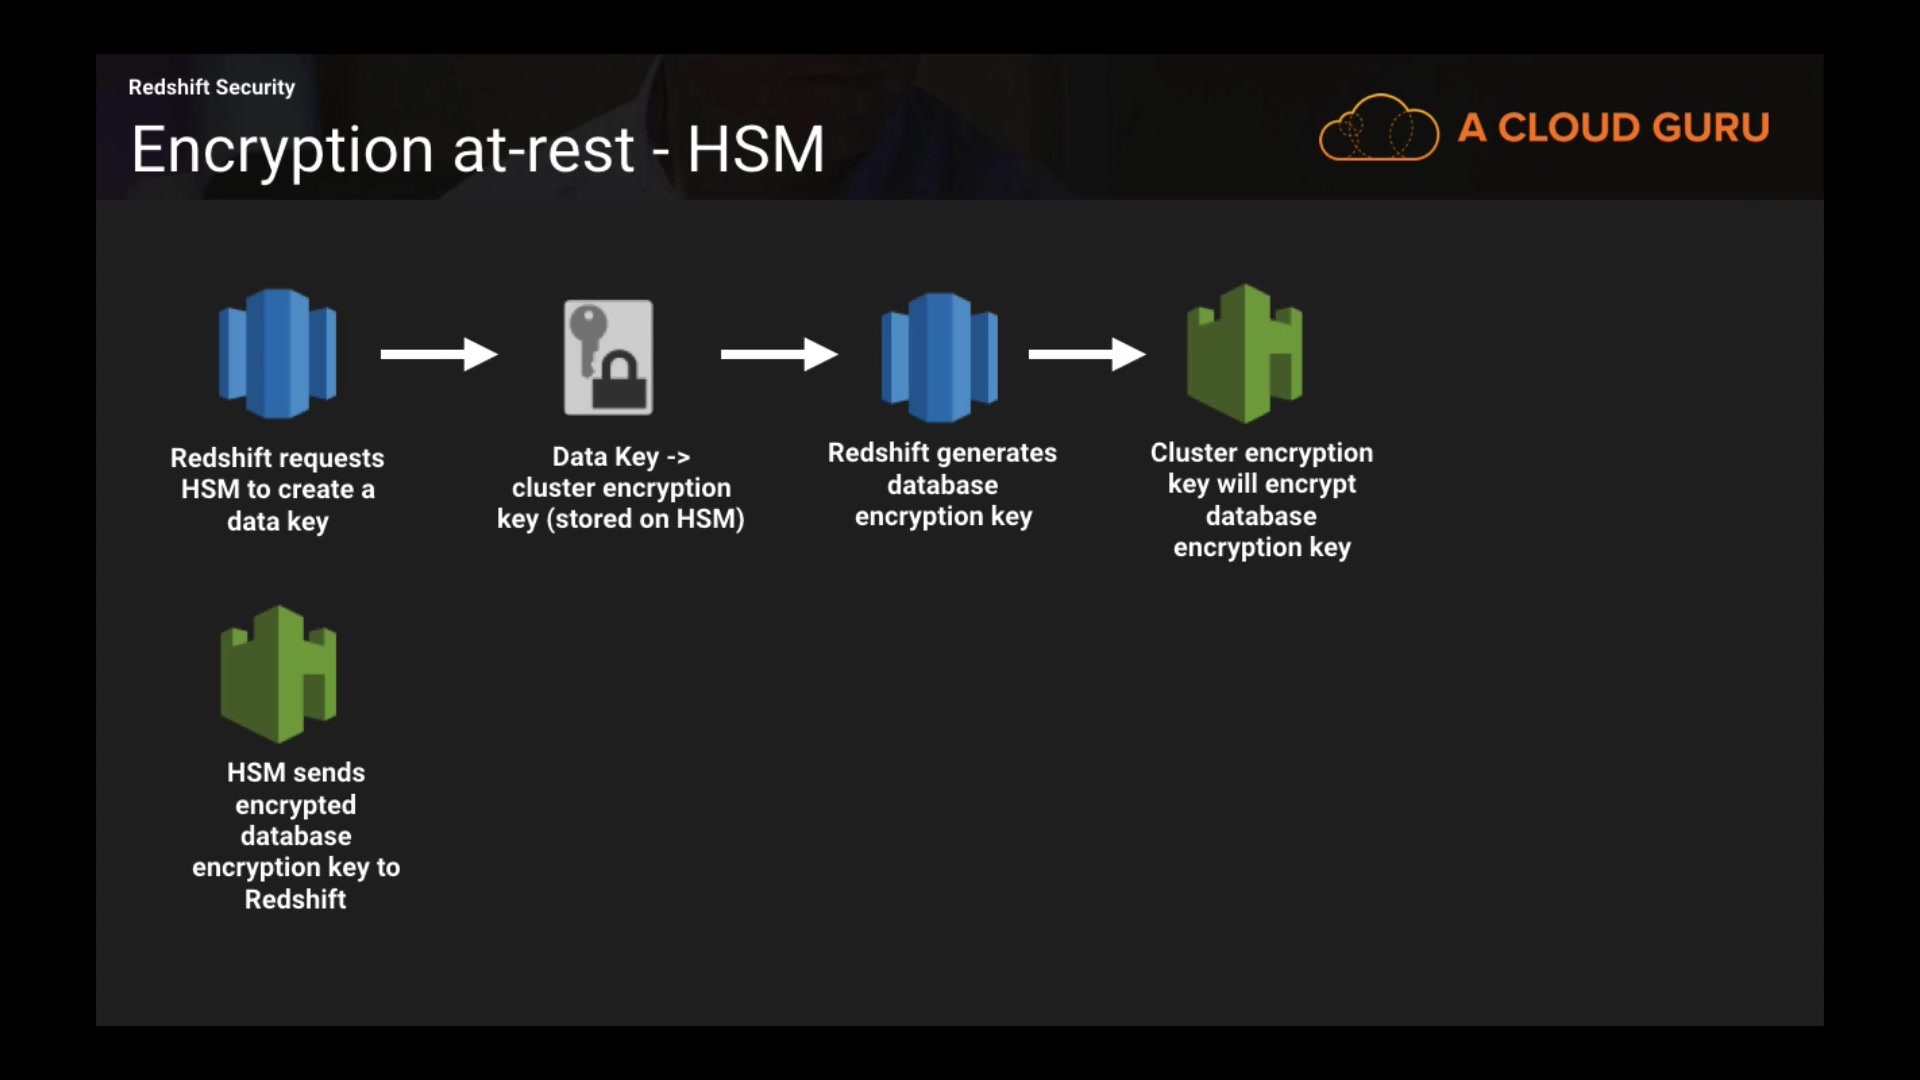 Redshift Security
Encryption at-rest - HSM
A CLOUD GURU
Redshift requests
HSM to create a
data key
Data Key ->
cluster encryption
key (stored on HSM)
Redshift generates
database
encryption key
Cluster encryption
key will encrypt
database
encryption key
HSM sends
encrypted
database
encryption key to
Redshift